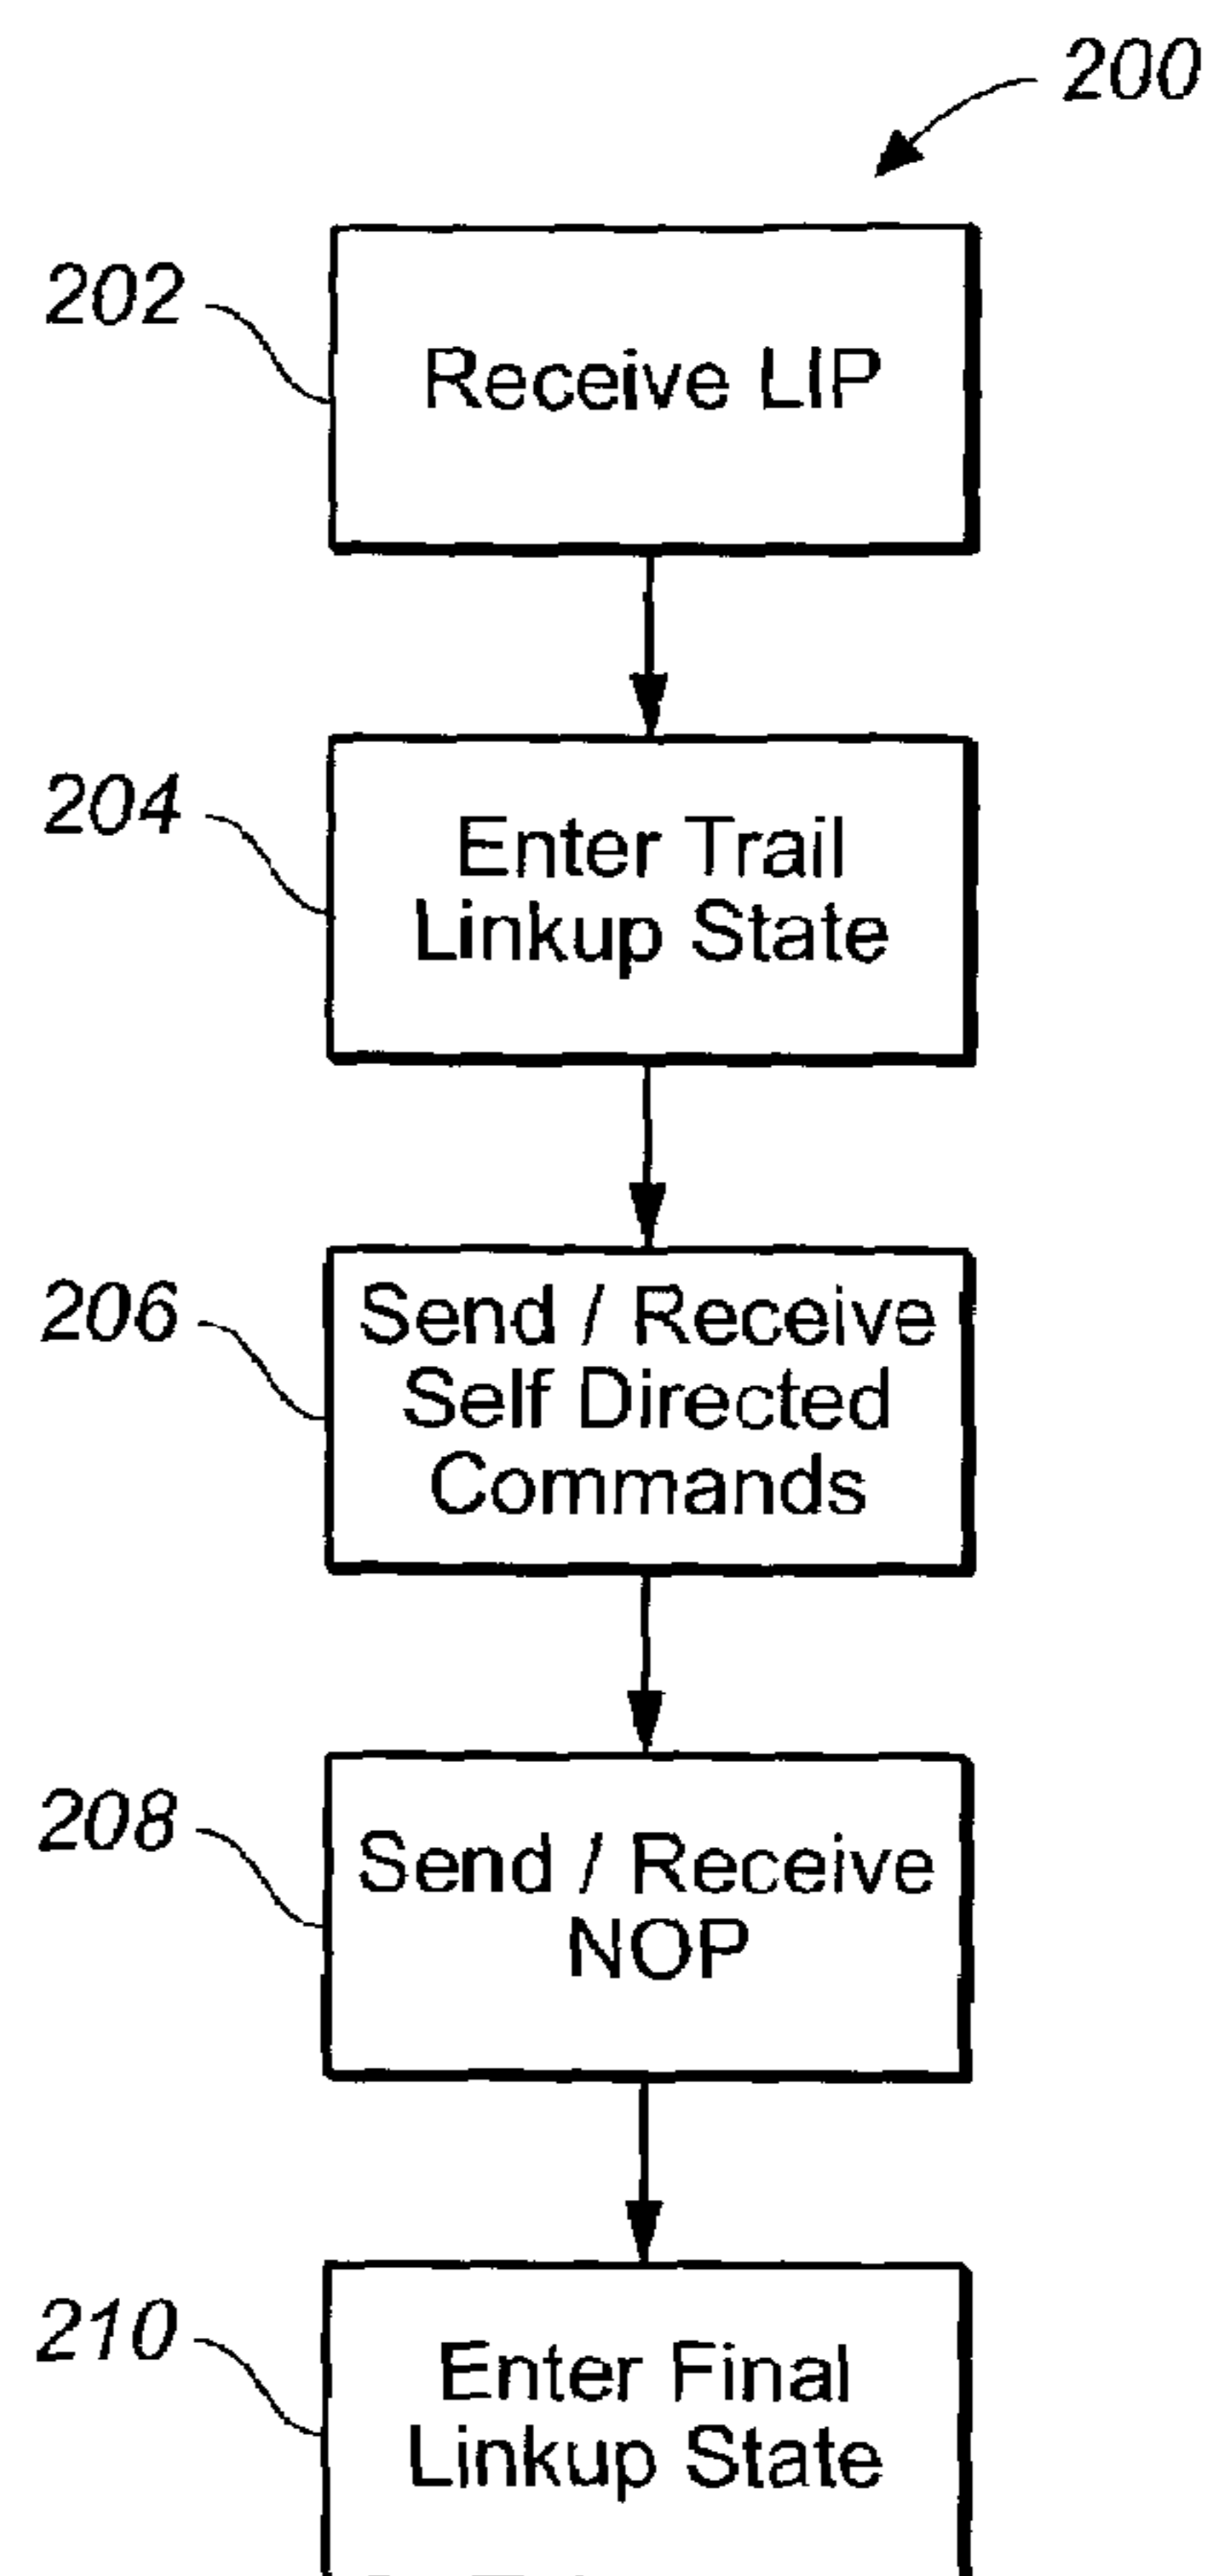 200
202
Receive LIP
204
Enter Trail
Linkup State
206
Send / Receive
Self Directed
Commands
208
Send / Receive
NOP
210
Enter Final
Linkup State